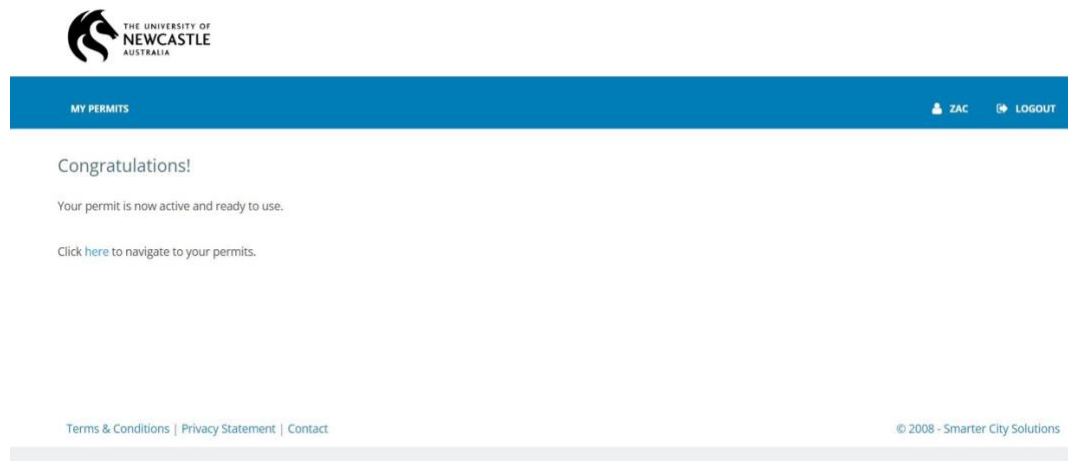 THE UNIVERSITY OF
NEWCASTLE
AUSTRALIA
MY PERMITS
ZAC
LOGOUT
Congratulations!
Your permit is now active and ready to use.
Click here to navigate to your permits.
Terms & Conditions | Privacy Statement | Contact
© 2008 - Smarter City Solutions